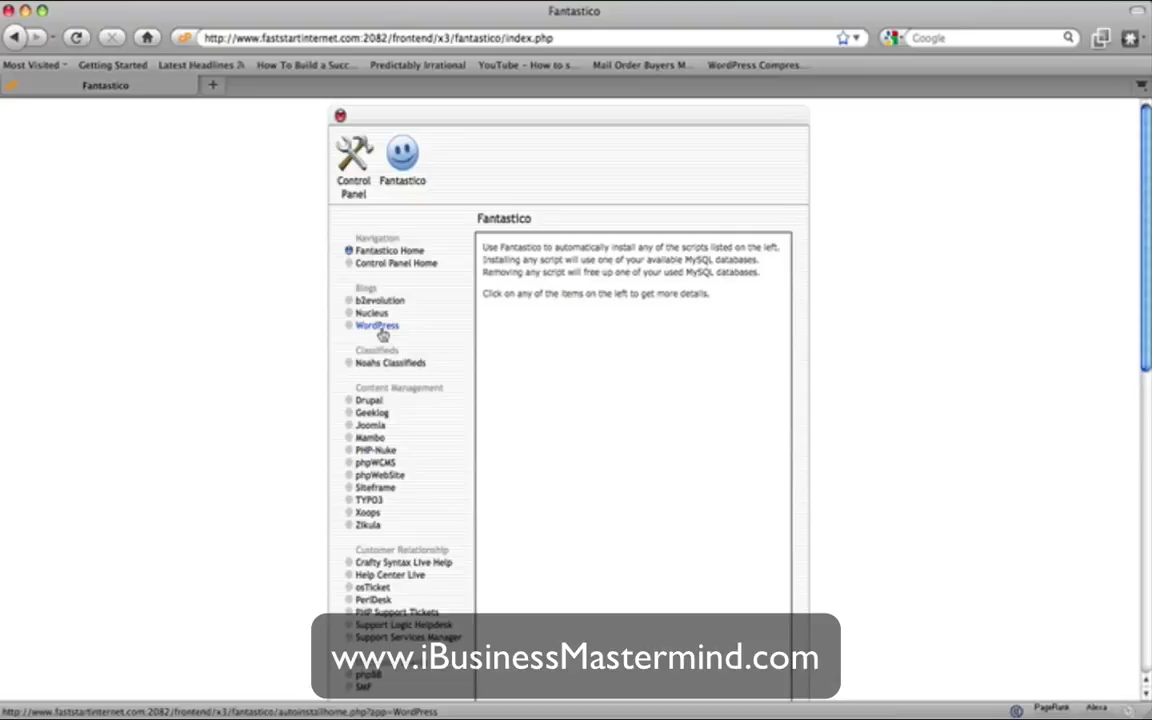 Fantastico
http://www.faststartinternet.com:2082/frontend/x3/fantastico/index.php
Google
Most Visited
Getting Started
Latest Headlines
How To Build a Succ...
Predictably Irrational
YouTube - How to s...
Mail Order Buyers M...
WordPress Compres...
Fantastico
Control Panel
Fantastico
Fantastico
Navigation
Fantastico Home
Control Panel Home
Blogs
b2evolution
Nucleus
WordPress
Classifieds
Noahs Classifieds
Content Management
Drupal
Geeklog
Joomla
Mambo
PHP-Nuke
phpWCMS
phpWebSite
Siteframe
TYPO3
Xoops
Zikula
Customer Relationship
Crafty Syntax Live Help
Help Center Live
osTicket
PerlDesk
PHP Support Tickets
Support Logic Helpdesk
Support Services Manager
phpBB
SMF
Use Fantastico to automatically install any of the scripts listed on the left.
Installing any script will use one of your available MySQL databases.
Removing any script will free up one of your used MySQL databases.
Click on any of the items on the left to get more details.
www.iBusinessMastermind.com
http://www.faststartinternet.com:2082/frontend/x3/fantastico/autoinstallhome.php?app=WordPress
PageRank
Alexa